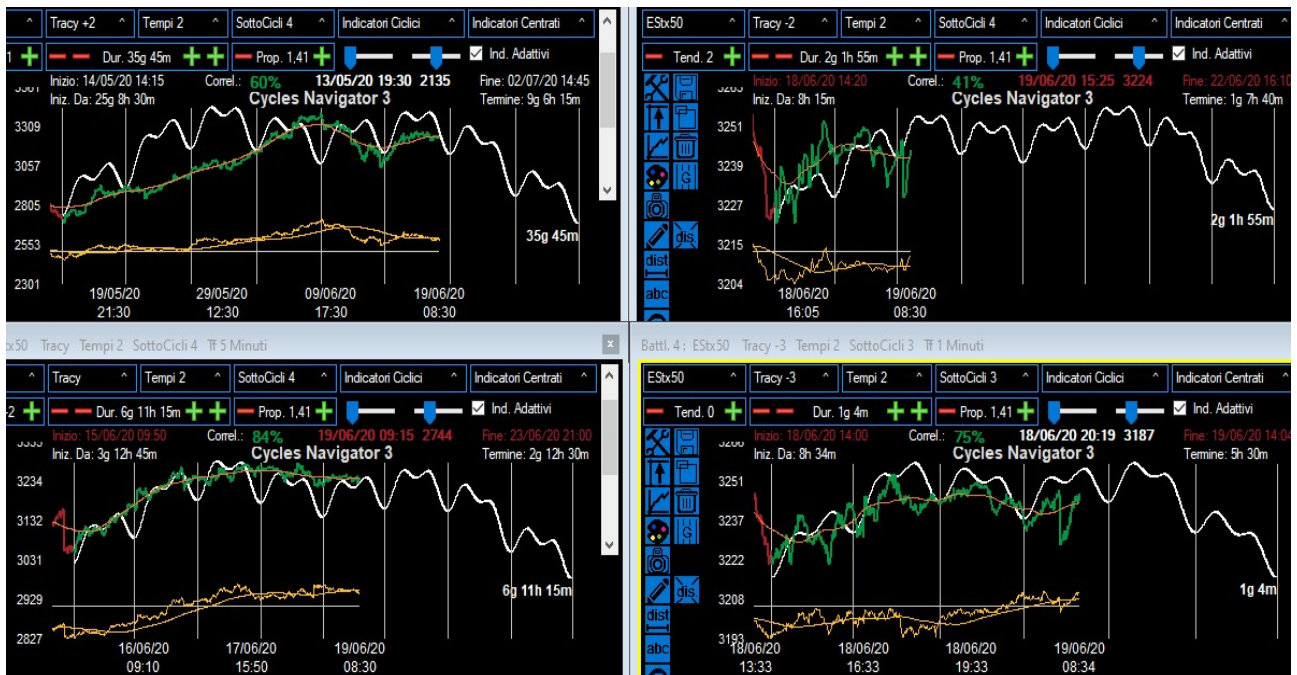 Tracy +2 ^ Tempi 2 ^ SottoCicli 4 ^ Indicatori Ciclici ^ Indicatori Centrati ^
Dur. 35g 45m Prop. 1,41 Ind. Adattivi
Inizio: 14/05/20 14:15 Correl.: 60% 13/05/20 19:30 2135 Fine: 02/07/20 14:45
Iniz. Da: 25g 8h 30m Cycles Navigator 3 Termine: 9g 6h 15m
3309
3057
2805
2553
2301
35g 45m
19/05/20 29/05/20 09/06/20 19/06/20
21:30 12:30 17:30 08:30
EStx50 ^ Tracy -2 ^ Tempi 2 ^ SottoCicli 4 ^ Indicatori Ciclici ^ Indicatori Centrati ^
Tend. 2 Dur. 2g 1h 55m Prop. 1,41 Ind. Adattivi
Inizio: 18/06/20 14:20 Correl.: 41% 19/06/20 15:25 3224 Fine: 22/06/20 16:10
Iniz. Da: 8h 15m Cycles Navigator 3 Termine: 1g 7h 40m
3251
3239
3227
3215
3204
G
dis
dist
abc
2g 1h 55m
18/06/20 19/06/20
16:05 08:30
Tracy Tempi 2 SottoCicli 4 Tf 5 Minuti x
^ Tracy ^ Tempi 2 ^ SottoCicli 4 ^ Indicatori Ciclici ^ Indicatori Centrati ^
-2 Dur. 6g 11h 15m Prop. 1,41 Ind. Adattivi
Inizio: 15/06/20 09:50 Correl.: 84% 19/06/20 09:15 2744 Fine: 23/06/20 21:00
Iniz. Da: 3g 12h 45m Cycles Navigator 3 Termine: 2g 12h 30m
3234
3132
3031
2929
2827
6g 11h 15m
16/06/20 17/06/20 19/06/20
09:10 15:50 08:30
Battl. 4 : EStx50 Tracy -3 Tempi 2 SottoCicli 3 Tf 1 Minuti
EStx50 ^ Tracy -3 ^ Tempi 2 ^ SottoCicli 3 ^ Indicatori Ciclici ^ Indicatori Centrati ^
Tend. 0 Dur. 1g 4m Prop. 1,41 Ind. Adattivi
Inizio: 18/06/20 14:00 Correl.: 75% 18/06/20 20:19 3187 Fine: 19/06/20 14:04
Iniz. Da: 8h 34m Cycles Navigator 3 Termine: 5h 30m
3251
3237
3222
3208
3193
G
dis
dist
abc
1g 4m
18/06/20 18/06/20 18/06/20 19/06/20
13:33 16:33 19:33 08:34